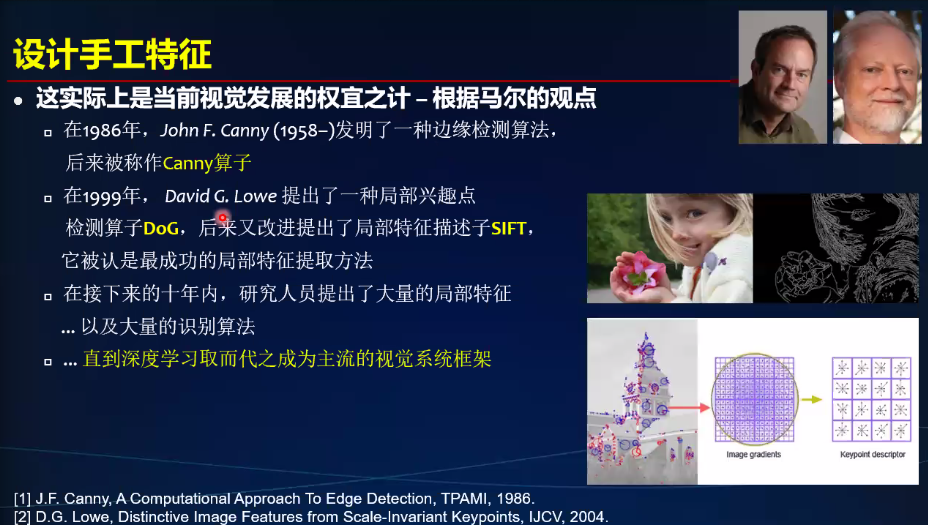 设计手工特征
• 这实际上是当前视觉发展的权宜之计 – 根据马尔的观点
▫ 在1986年，John F. Canny (1958–)发明了一种边缘检测算法，
后来被称作Canny算子
▫ 在1999年， David G. Lowe 提出了一种局部兴趣点
检测算子DoG，后来又改进提出了局部特征描述子SIFT，
它被认是最成功的局部特征提取方法
▫ 在接下来的十年内，研究人员提出了大量的局部特征
... 以及大量的识别算法
▫ ... 直到深度学习取而代之成为主流的视觉系统框架
Image gradients
Keypoint descriptor
[1] J.F. Canny, A Computational Approach To Edge Detection, TPAMI, 1986.
[2] D.G. Lowe, Distinctive Image Features from Scale-Invariant Keypoints, IJCV, 2004.